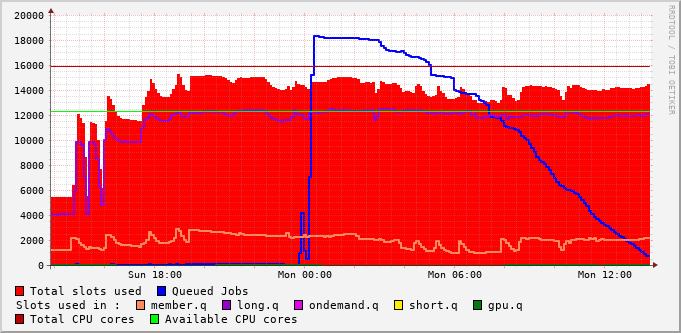 20000
18000
16000
14000
12000
10000
8000
6000
4000
2000
0
Sun 18:00 Mon 00:00 Mon 06:00 Mon 12:00
RRDTOOL / TOBI OETIKER
Total slots used Queued Jobs
Slots used in : member.q long.q ondemand.q short.q gpu.q
Total CPU cores Available CPU cores